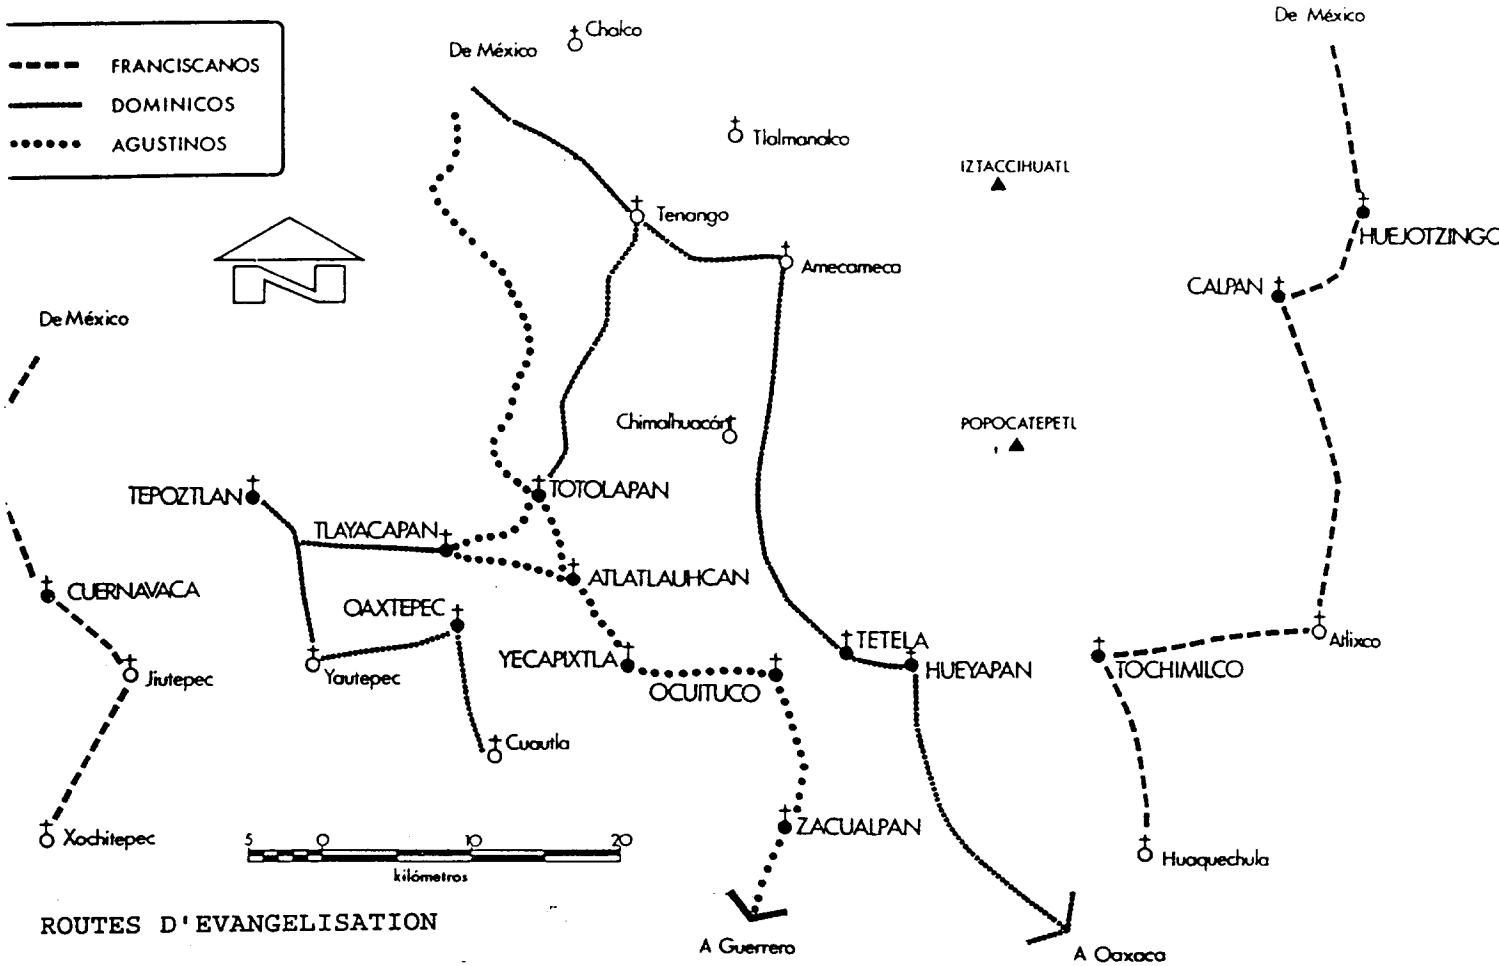 De México
Chalco
De México
FRANCISCANOS
DOMINICOS
AGUSTINOS
Tlalmanalco
IZTACCIHUATL
Tenango
HUEJOTZINGO
Amecameca
CALPAN
N
De México
Chimalhuacán
POPOCATEPETL
TEPOZTLAN
TOTOLAPAN
TLAYACAPAN
ATLATLAUHCAN
CUERNAVACA
OAXTEPEC
TETELA
Atlixco
YECAPIXTLA
HUEYAPAN
TOCHIMILCO
Jiutepec
Yautepec
OCUITUCO
Cuautla
ZACUALPAN
Xochitepec
5 0 10 20
kilómetros
Huaquechula
ROUTES D'EVANGELISATION
A Guerrero
A Oaxaca